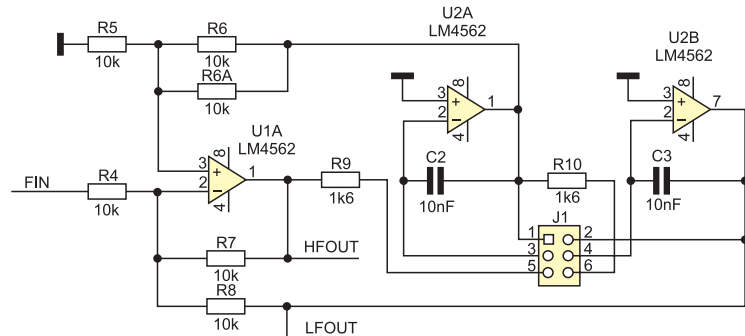 U2A
LM4562
U2B
LM4562
R5
10k
R6
10k
R6A
10k
8
3
+
2
−
1
4
8
3
+
2
−
7
4
U1A
LM4562
8
3
+
2
−
1
4
FIN
R4
10k
R9
1k6
C2
10nF
R10
1k6
C3
10nF
J1
1
2
3
4
5
6
R7
10k
HFOUT
R8
10k
LFOUT